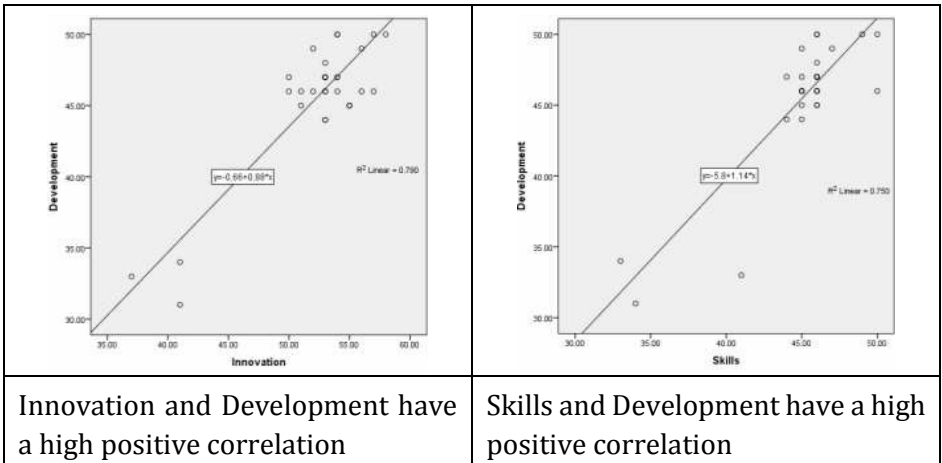 50.00
45.00
40.00
35.00
30.00
Development
y=-0.66+0.88*x
R2 Linear = 0.790
35.00 40.00 45.00 50.00 55.00 60.00
Innovation
50.00
45.00
40.00
35.00
30.00
Development
y=-5.8+1.14*x
R2 Linear = 0.750
30.00 35.00 40.00 45.00 50.00
Skills
Innovation and Development have
a high positive correlation
Skills and Development have a high
positive correlation